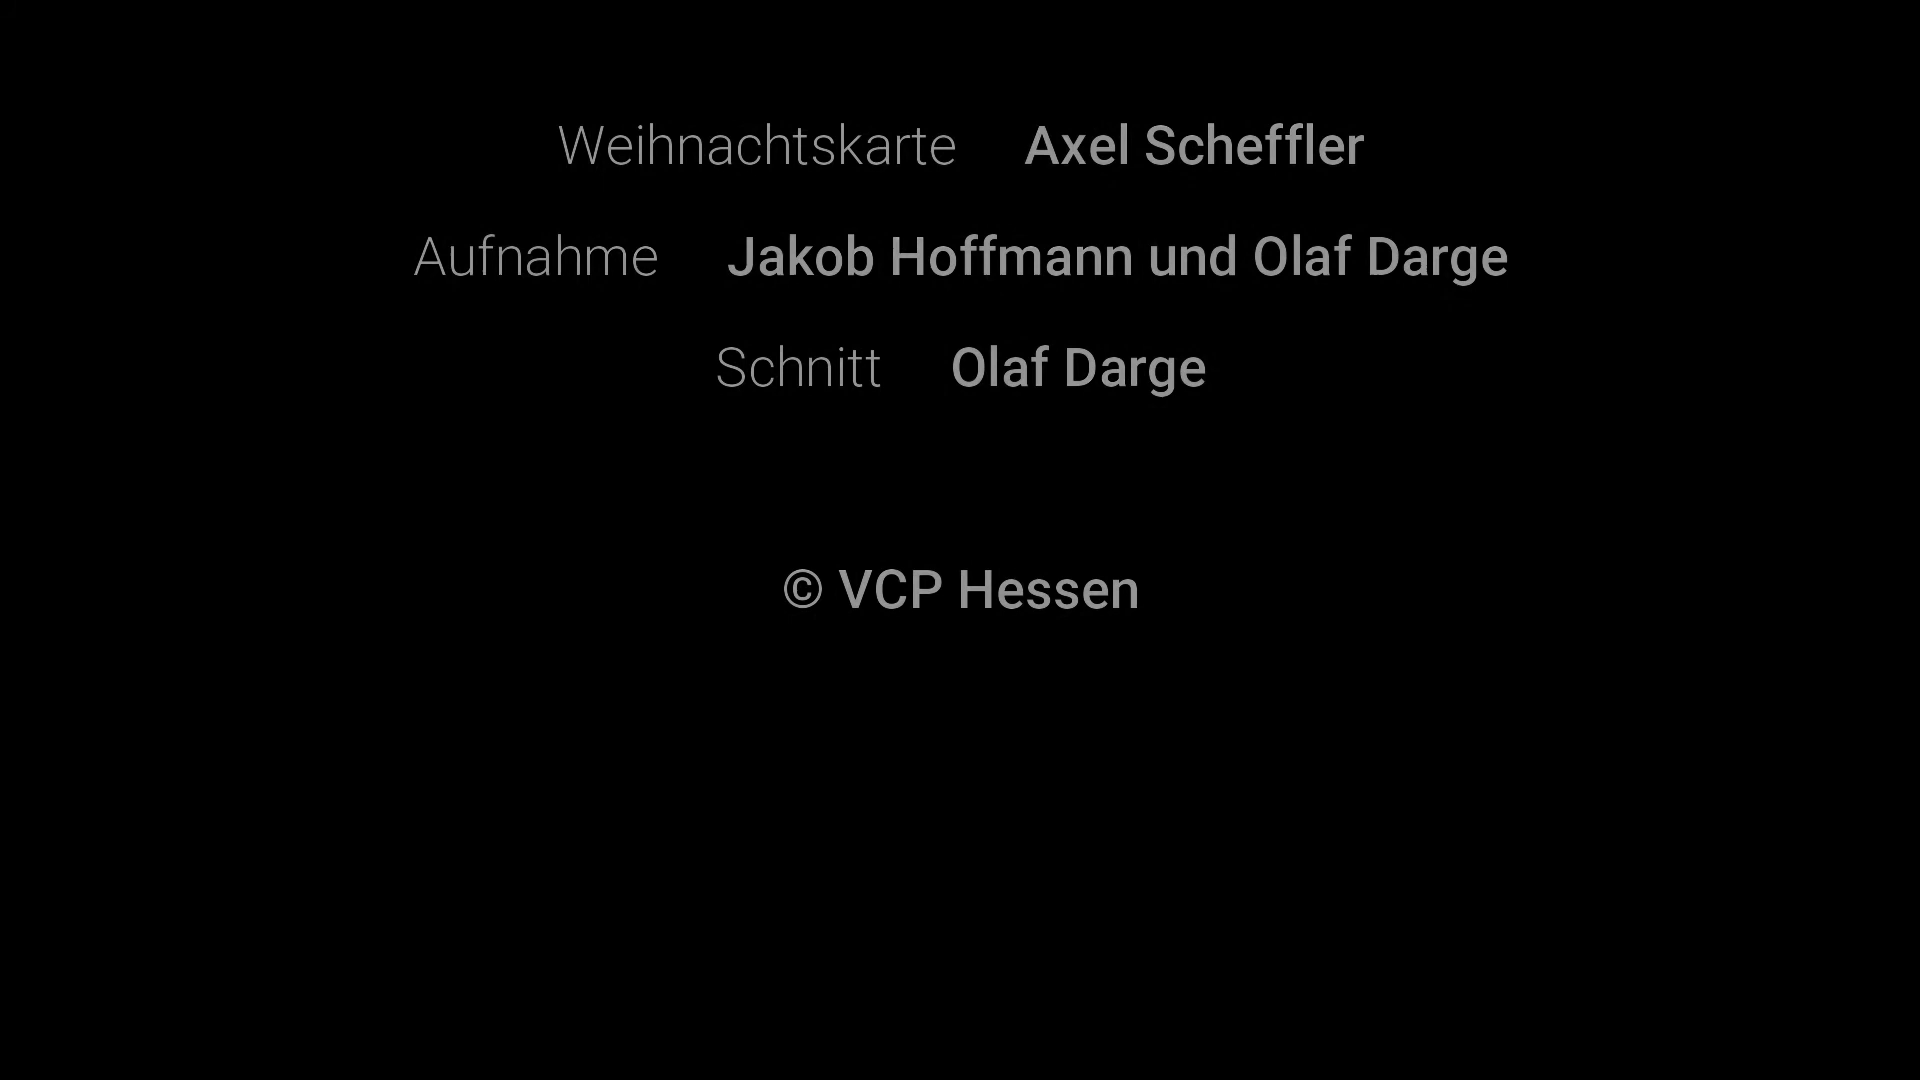 Weihnachtskarte Axel Scheffler
Aufnahme Jakob Hoffmann und Olaf Darge
Schnitt Olaf Darge
© VCP Hessen